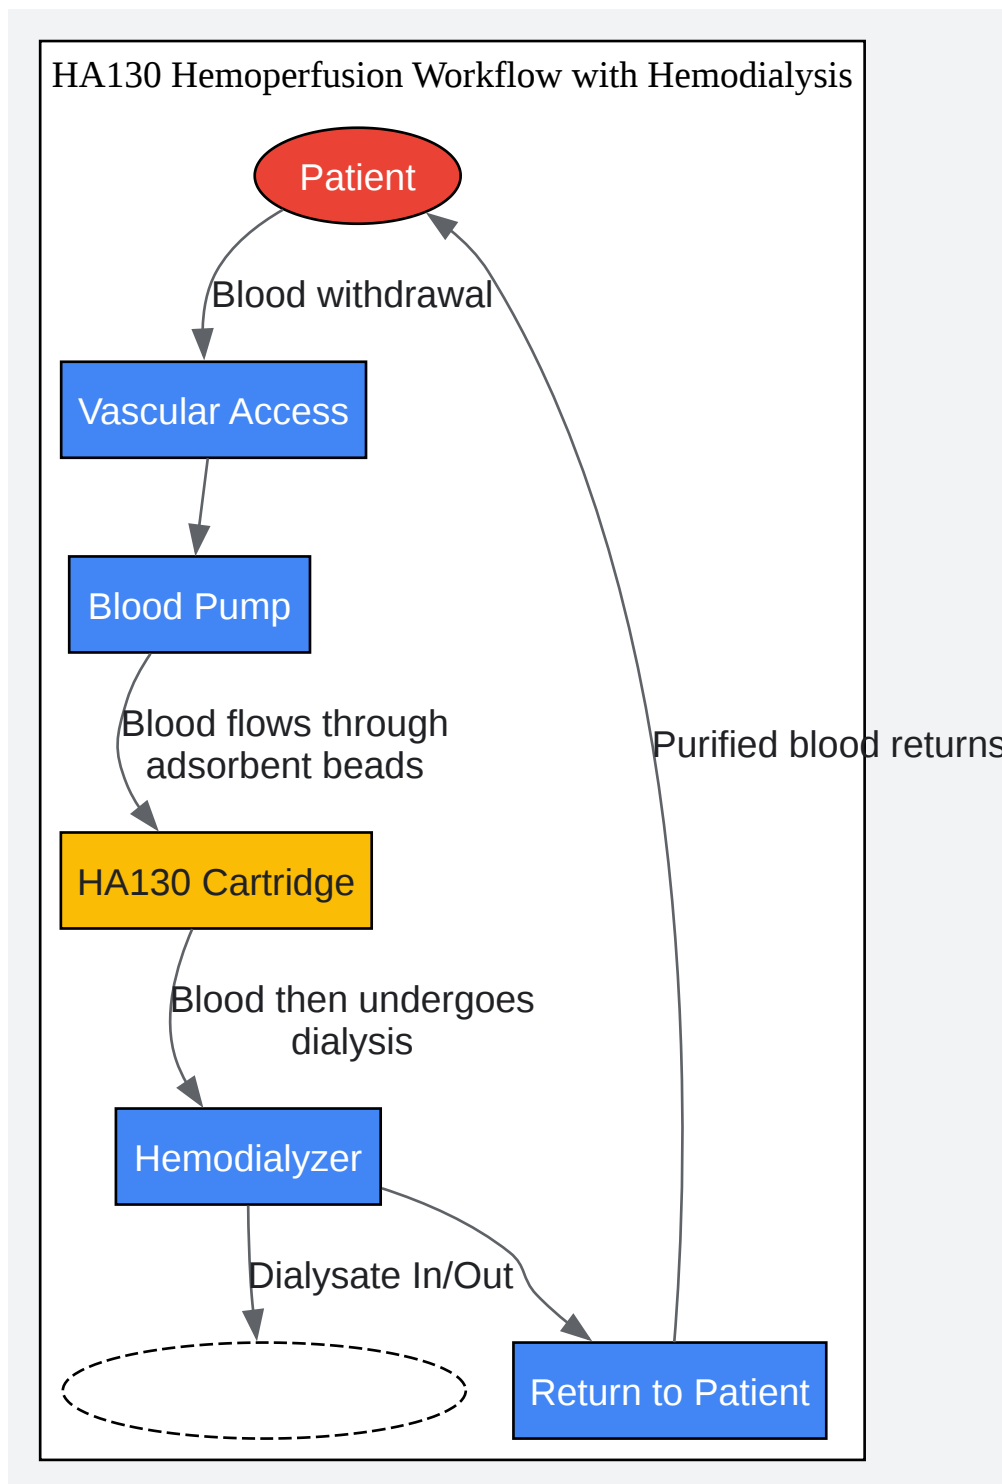 HA130 Hemoperfusion Workflow with Hemodialysis
Patient
Blood withdrawal
Vascular Access
Blood Pump
Blood flows through
adsorbent beads
Purified blood returns
HA130 Cartridge
Blood then undergoes
dialysis
Hemodialyzer
Dialysate In/Out
Return to Patient